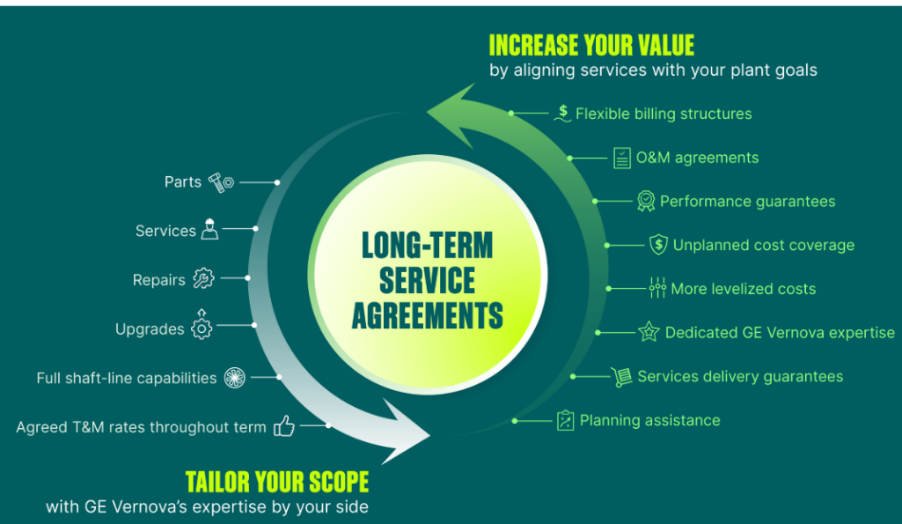 INCREASE YOUR VALUE
by aligning services with your plant goals
Flexible billing structures
O&M agreements
Performance guarantees
Unplanned cost coverage
More levelized costs
Dedicated GE Vernova expertise
Services delivery guarantees
Planning assistance
LONG-TERM
SERVICE
AGREEMENTS
Parts
Services
Repairs
Upgrades
Full shaft-line capabilities
Agreed T&M rates throughout term
TAILOR YOUR SCOPE
with GE Vernova’s expertise by your side